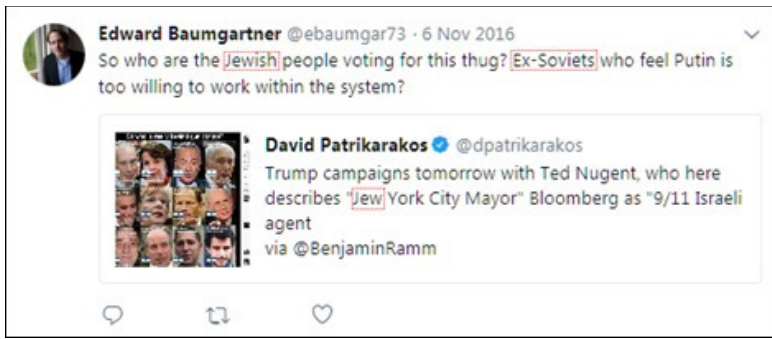 Edward Baumgartner @ebaumgar73 · 6 Nov 2016
So who are the Jewish people voting for this thug? Ex-Soviets who feel Putin is
too willing to work within the system?
David Patrikarakos @dpatrikarakos
Trump campaigns tomorrow with Ted Nugent, who here
describes "Jew York City Mayor" Bloomberg as "9/11 Israeli
agent
via @BenjaminRamm